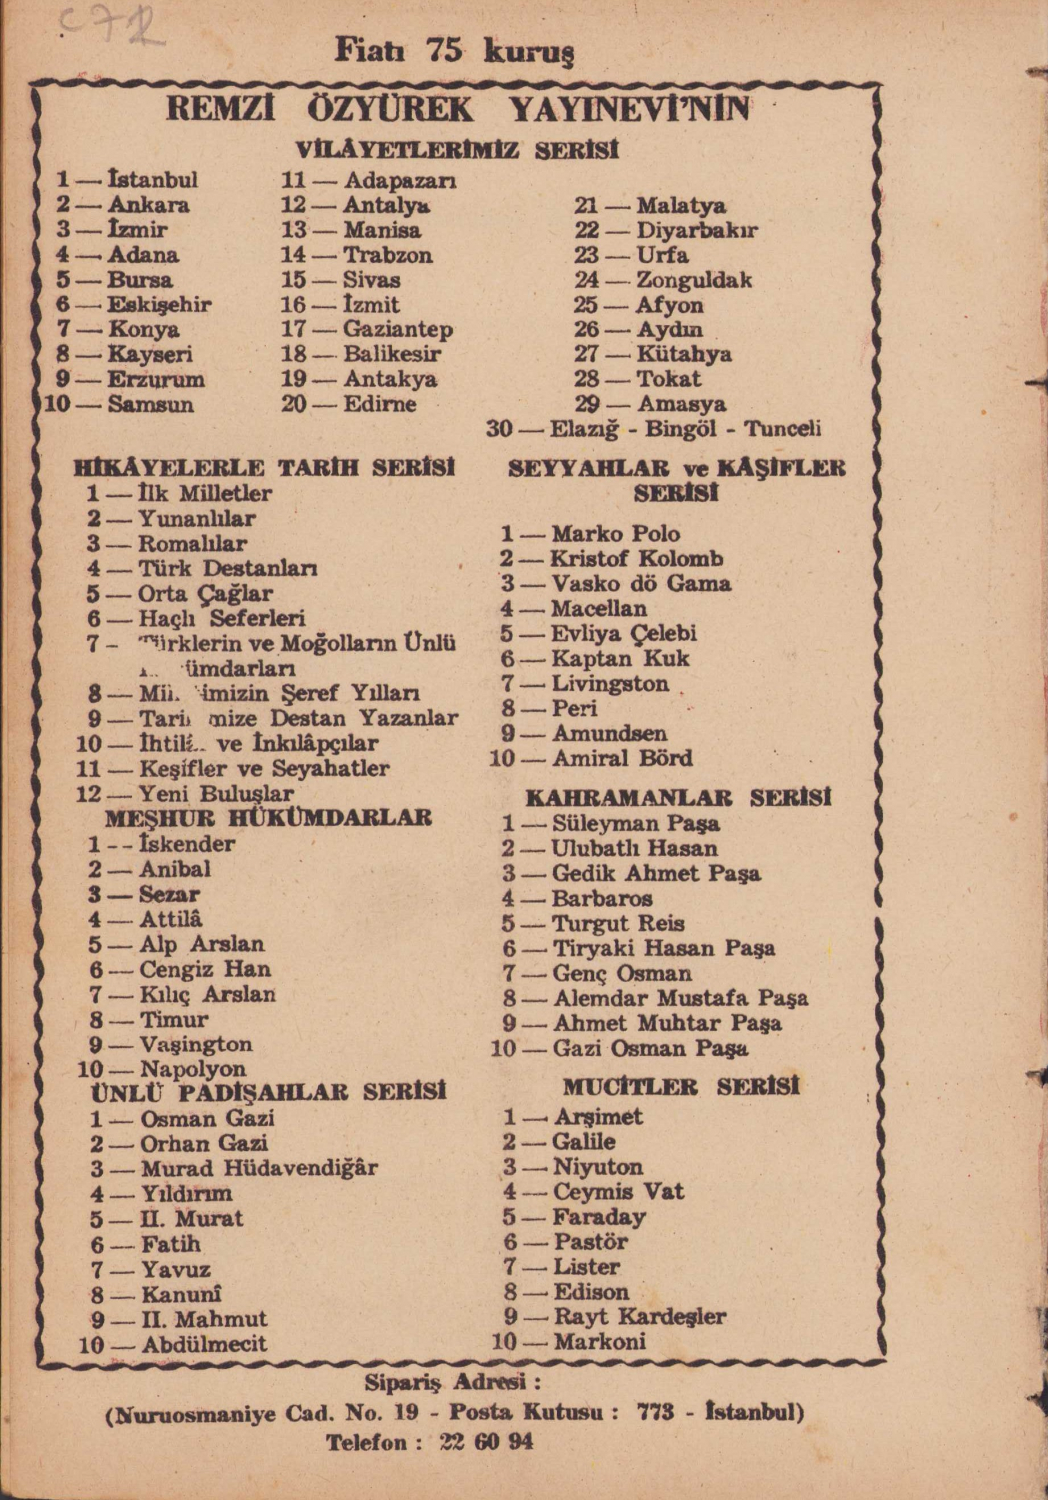 Fiatı 75 kuruş
REMZİ ÖZYÜREK YAYINEVİ'NİN
VİLÂYETLERİMİZ SERİSİ
1 — İstanbul
2 — Ankara
3 — İzmir
4 — Adana
5 — Bursa
6 — Eskişehir
7 — Konya
8 — Kayseri
9 — Erzurum
10 — Samsun
11 — Adapazarı
12 — Antalya
13 — Manisa
14 — Trabzon
15 — Sivas
16 — İzmit
17 — Gaziantep
18 — Balikesir
19 — Antakya
20 — Edirne
21 — Malatya
22 — Diyarbakır
23 — Urfa
24 — Zonguldak
25 — Afyon
26 — Aydın
27 — Kütahya
28 — Tokat
29 — Amasya
30 — Elazığ - Bingöl - Tunceli
HİKÂYELERLE TARİH SERİSİ
1 — İlk Milletler
2 — Yunanlılar
3 — Romalılar
4 — Türk Destanları
5 — Orta Çağlar
6 — Haçlı Seferleri
7 - Türklerin ve Moğolların Ünlü
8 — Şeref Yılları
9 — Destan Yazanlar
10 — ve İnkılâpçılar
11 — Keşifler ve Seyahatler
12 — Yeni Buluşlar
MEŞHUR HÜKÜMDARLAR
1 -- İskender
2 — Anibal
3 — Sezar
4 — Attilâ
5 — Alp Arslan
6 — Cengiz Han
7 — Kılıç Arslan
8 — Timur
9 — Vaşington
10 — Napolyon
ÜNLÜ PADİŞAHLAR SERİSİ
1 — Osman Gazi
2 — Orhan Gazi
3 — Murad Hüdavendiğâr
4 — Yıldırım
5 — II. Murat
6 — Fatih
7 — Yavuz
8 — Kanunî
9 — II. Mahmut
10 — Abdülmecit
SEYYAHLAR ve KÂŞİFLER
SERİSİ
1 — Marko Polo
2 — Kristof Kolomb
3 — Vasko dö Gama
4 — Macellan
5 — Evliya Çelebi
6 — Kaptan Kuk
7 — Livingston
8 — Peri
9 — Amundsen
10 — Amiral Börd
KAHRAMANLAR SERİSİ
1 — Süleyman Paşa
2 — Ulubatlı Hasan
3 — Gedik Ahmet Paşa
4 — Barbaros
5 — Turgut Reis
6 — Tiryaki Hasan Paşa
7 — Genç Osman
8 — Alemdar Mustafa Paşa
9 — Ahmet Muhtar Paşa
10 — Gazi Osman Paşa
MUCİTLER SERİSİ
1 — Arşimet
2 — Galile
3 — Niyuton
4 — Ceymis Vat
5 — Faraday
6 — Pastör
7 — Lister
8 — Edison
9 — Rayt Kardeşler
10 — Markoni
Sipariş Adresi :
(Nuruosmaniye Cad. No. 19 - Posta Kutusu : 773 - İstanbul)
Telefon : 22 60 94